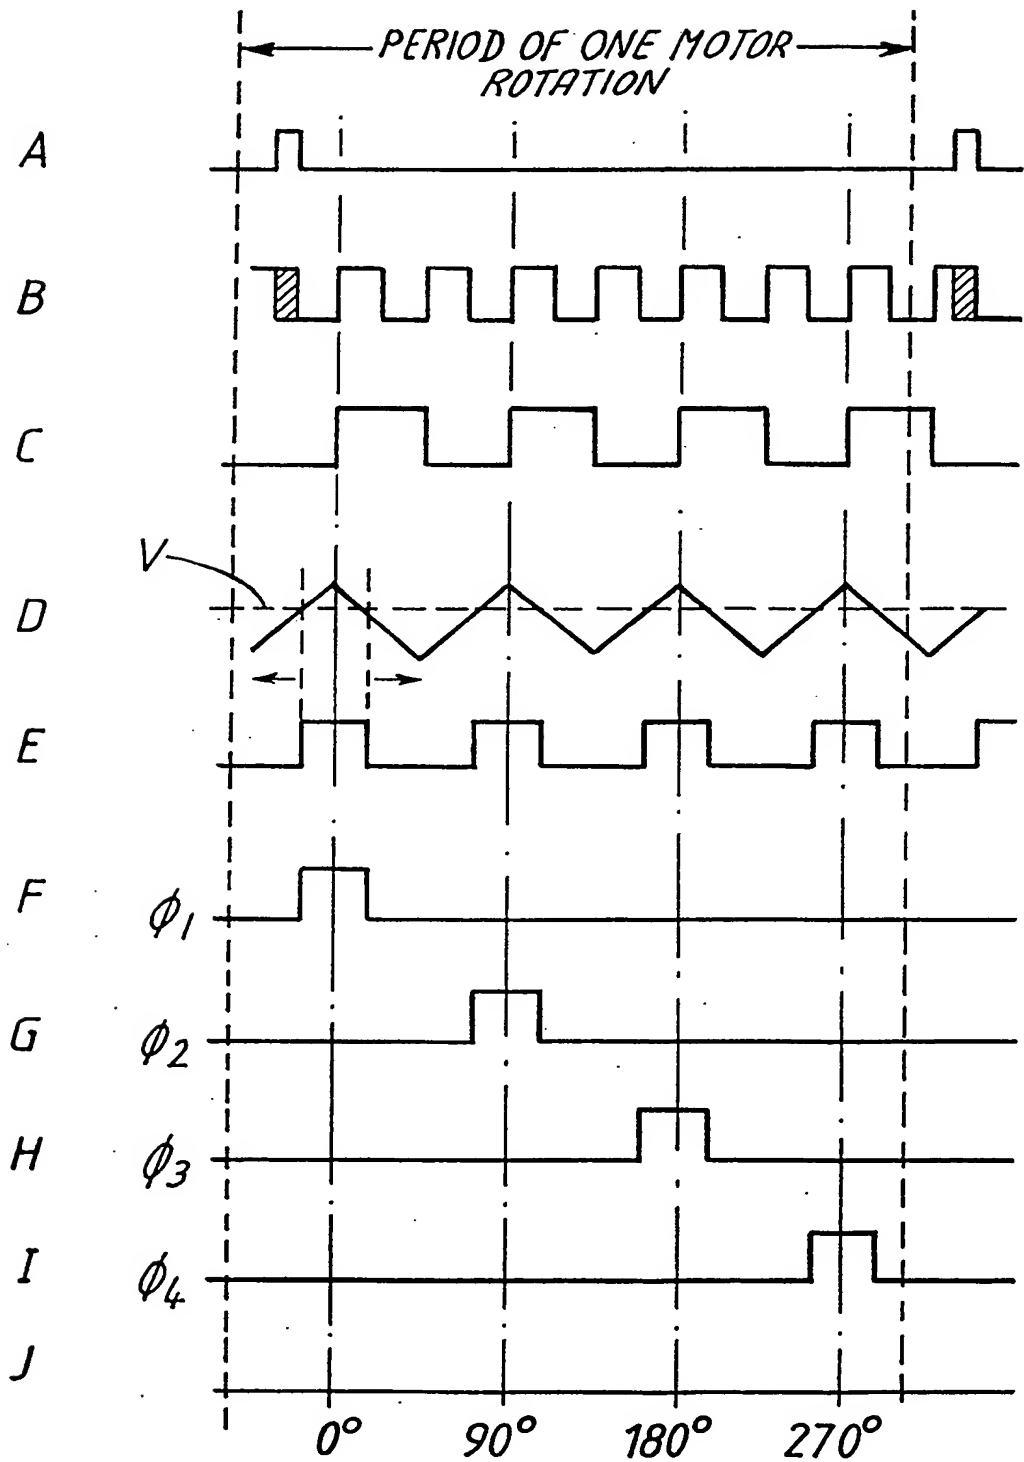 PERIOD OF ONE MOTOR
ROTATION
A
B
C
V
D
E
F ϕ1
G ϕ2
H ϕ3
I ϕ4
J
0° 90° 180° 270°